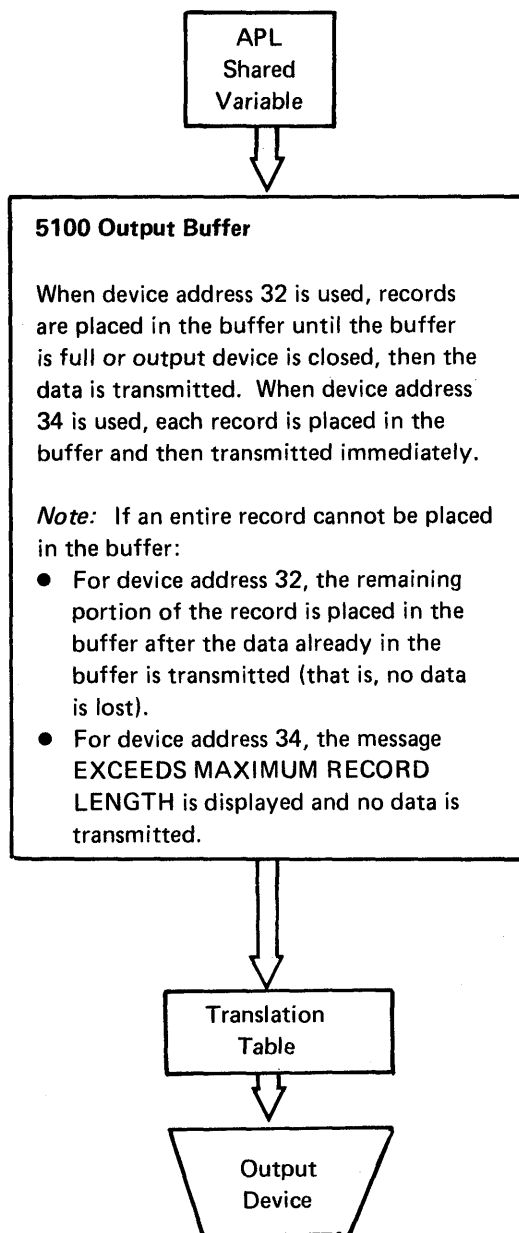 APL
Shared
Variable
5100 Output Buffer
When device address 32 is used, records
are placed in the buffer until the buffer
is full or output device is closed, then the
data is transmitted. When device address
34 is used, each record is placed in the
buffer and then transmitted immediately.
Note: If an entire record cannot be placed
in the buffer:
● For device address 32, the remaining
portion of the record is placed in the
buffer after the data already in the
buffer is transmitted (that is, no data
is lost).
● For device address 34, the message
EXCEEDS MAXIMUM RECORD
LENGTH is displayed and no data is
transmitted.
Translation
Table
Output
Device